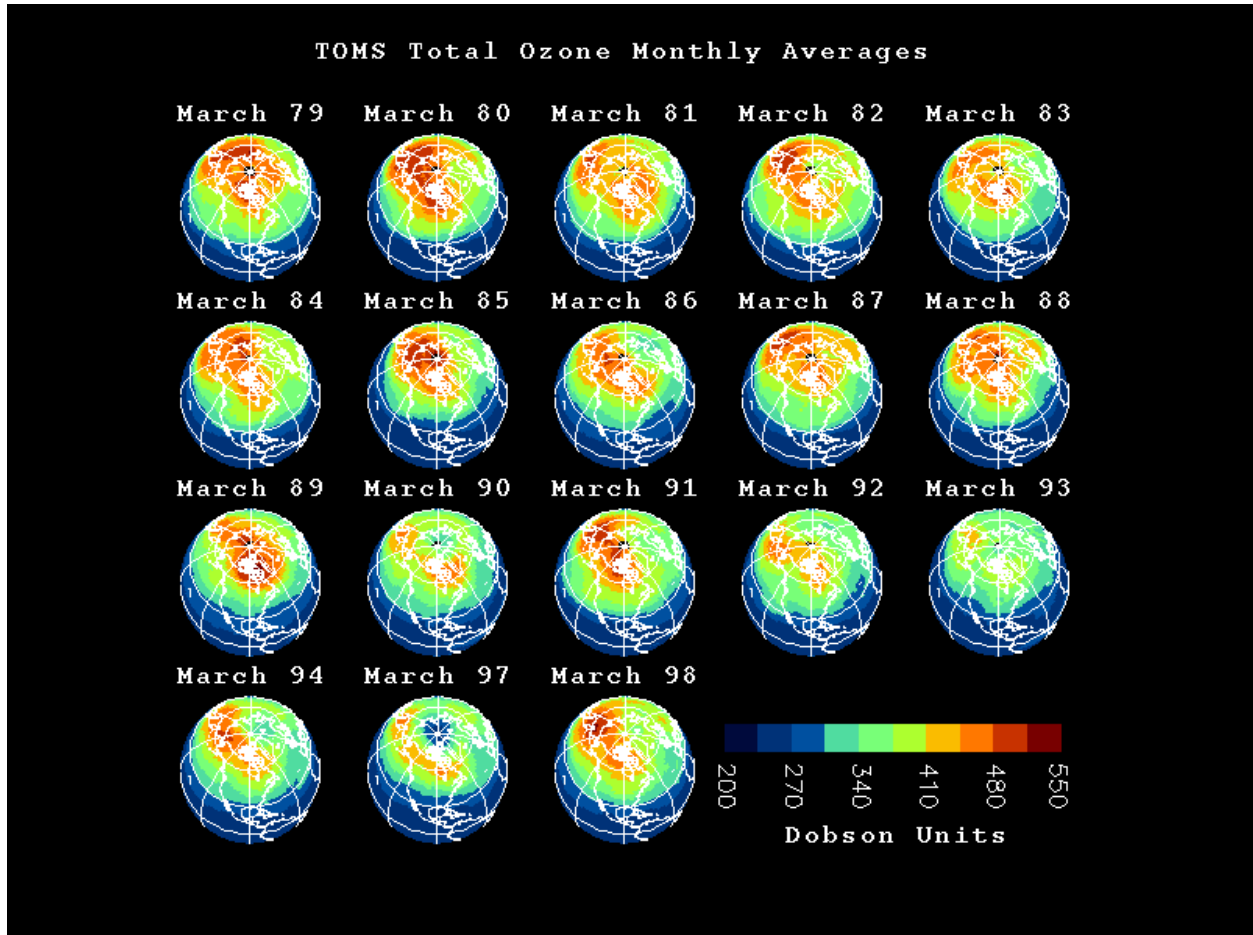 TOMS Total Ozone Monthly Averages
March 79 March 80 March 81 March 82 March 83
March 84 March 85 March 86 March 87 March 88
March 89 March 90 March 91 March 92 March 93
March 94 March 97 March 98
200 270 340 410 480 550
Dobson Units